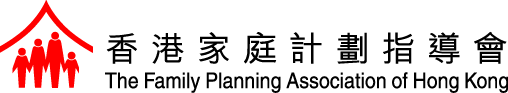 香港家庭計劃指導會
The Family Planning Association of Hong Kong